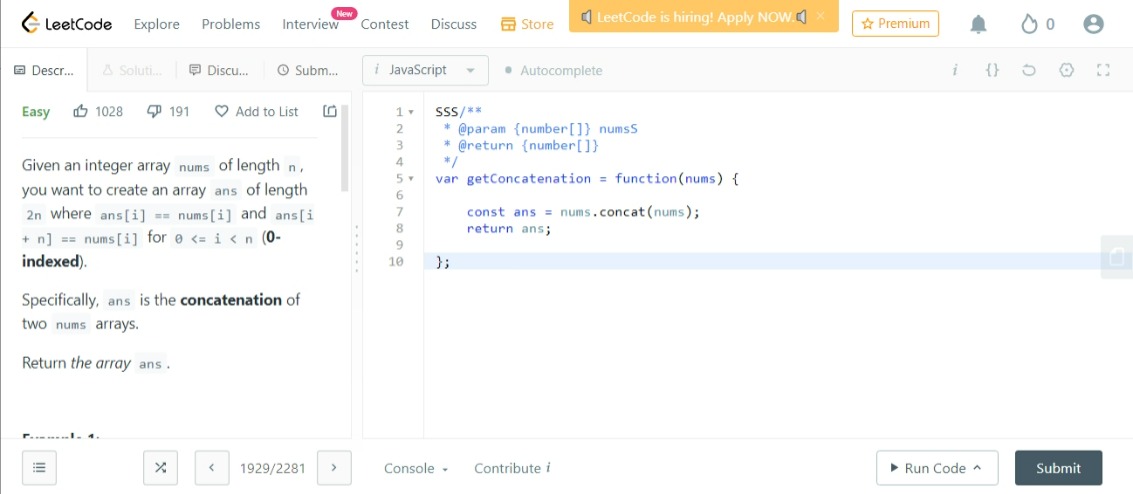 LeetCode Explore Problems Interview New Contest Discuss Store LeetCode is hiring! Apply NOW. Premium 0
Descr... Soluti... Discu... Subm... i JavaScript Autocomplete i {}
Easy 1028 191 Add to List
Given an integer array nums of length n,
you want to create an array ans of length
2n where ans[i] == nums[i] and ans[i
+ n] == nums[i] for 0 <= i < n (0-
indexed).
Specifically, ans is the concatenation of
two nums arrays.
Return the array ans .
Example 1:
1 SSS/**
2 * @param {number[]} numsS
3 * @return {number[]}
4 */
5 var getConcatenation = function(nums) {
6
7 const ans = nums.concat(nums);
8 return ans;
9
10 };
< 1929/2281 > Console Contribute i Run Code Submit